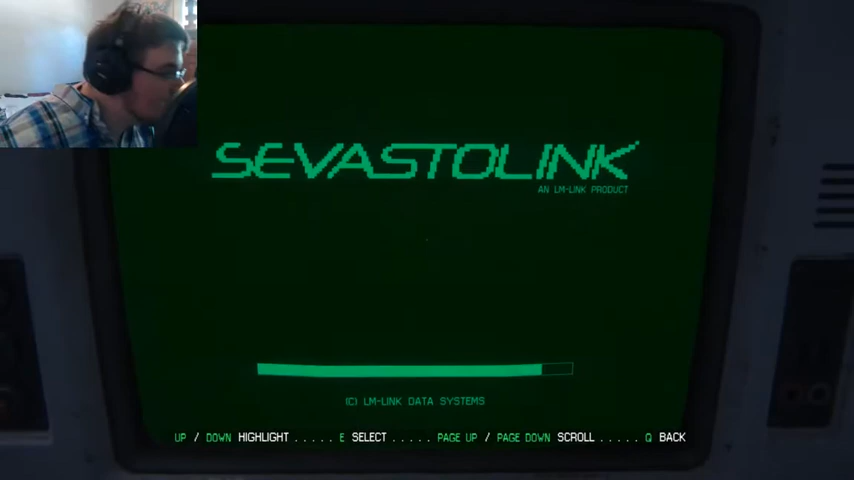 SEVASTOLINK
AN LM-LINK PRODUCT
(C) LM-LINK DATA SYSTEMS
UP / DOWN HIGHLIGHT ..... E SELECT ..... PAGE UP / PAGE DOWN SCROLL ..... Q BACK